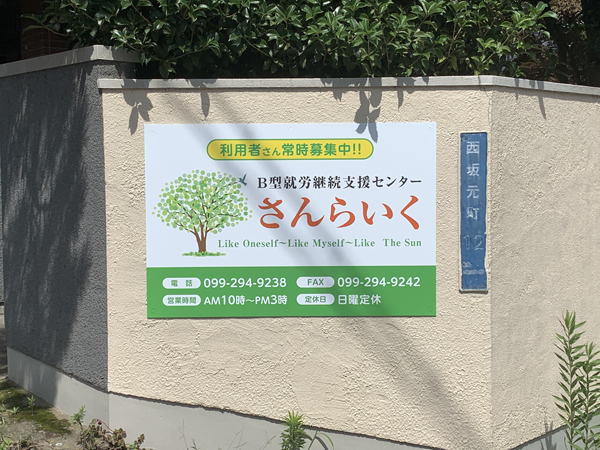 利用者さん常時募集中!!
B型就労継続支援センター
さんらいく
Like Oneself～Like Myself～Like The Sun
電話 099-294-9238 FAX 099-294-9242
営業時間 AM10時～PM3時 定休日 日曜定休
西坂元町 12